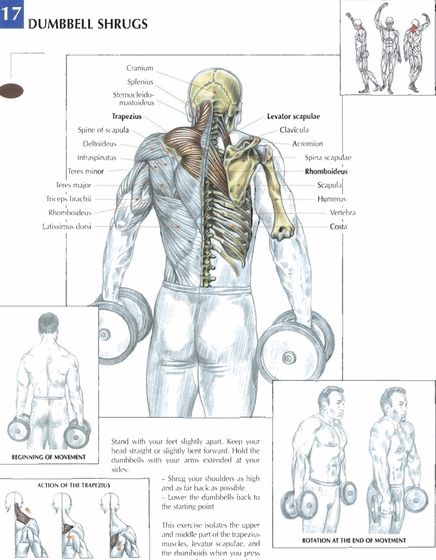 17
DUMBBELL SHRUGS
Cranium
Splenius
Sternocleido-
mastoideus
Trapezius
Spine of scapula
Deltoideus
Infraspinatus
Teres minor
Teres major
Triceps brachii
Rhomboideus
Latissimus dorsi
Levator scapulae
Clavicula
Acromion
Spina scapulae
Rhomboideus
Scapula
Humerus
Vertebra
Costa
BEGINNING OF MOVEMENT
ACTION OF THE TRAPEZIUS
Stand with your feet slightly apart. Keep your
head straight or slightly bent forward. Hold the
dumbbells with your arms extended at your
sides:
– Shrug your shoulders as high
and as far back as possible
– Lower the dumbbells back to
the starting point
This exercise isolates the upper
and middle part of the trapezius
muscles, levator scapulae, and
the rhomboids when you press
ROTATION AT THE END OF MOVEMENT